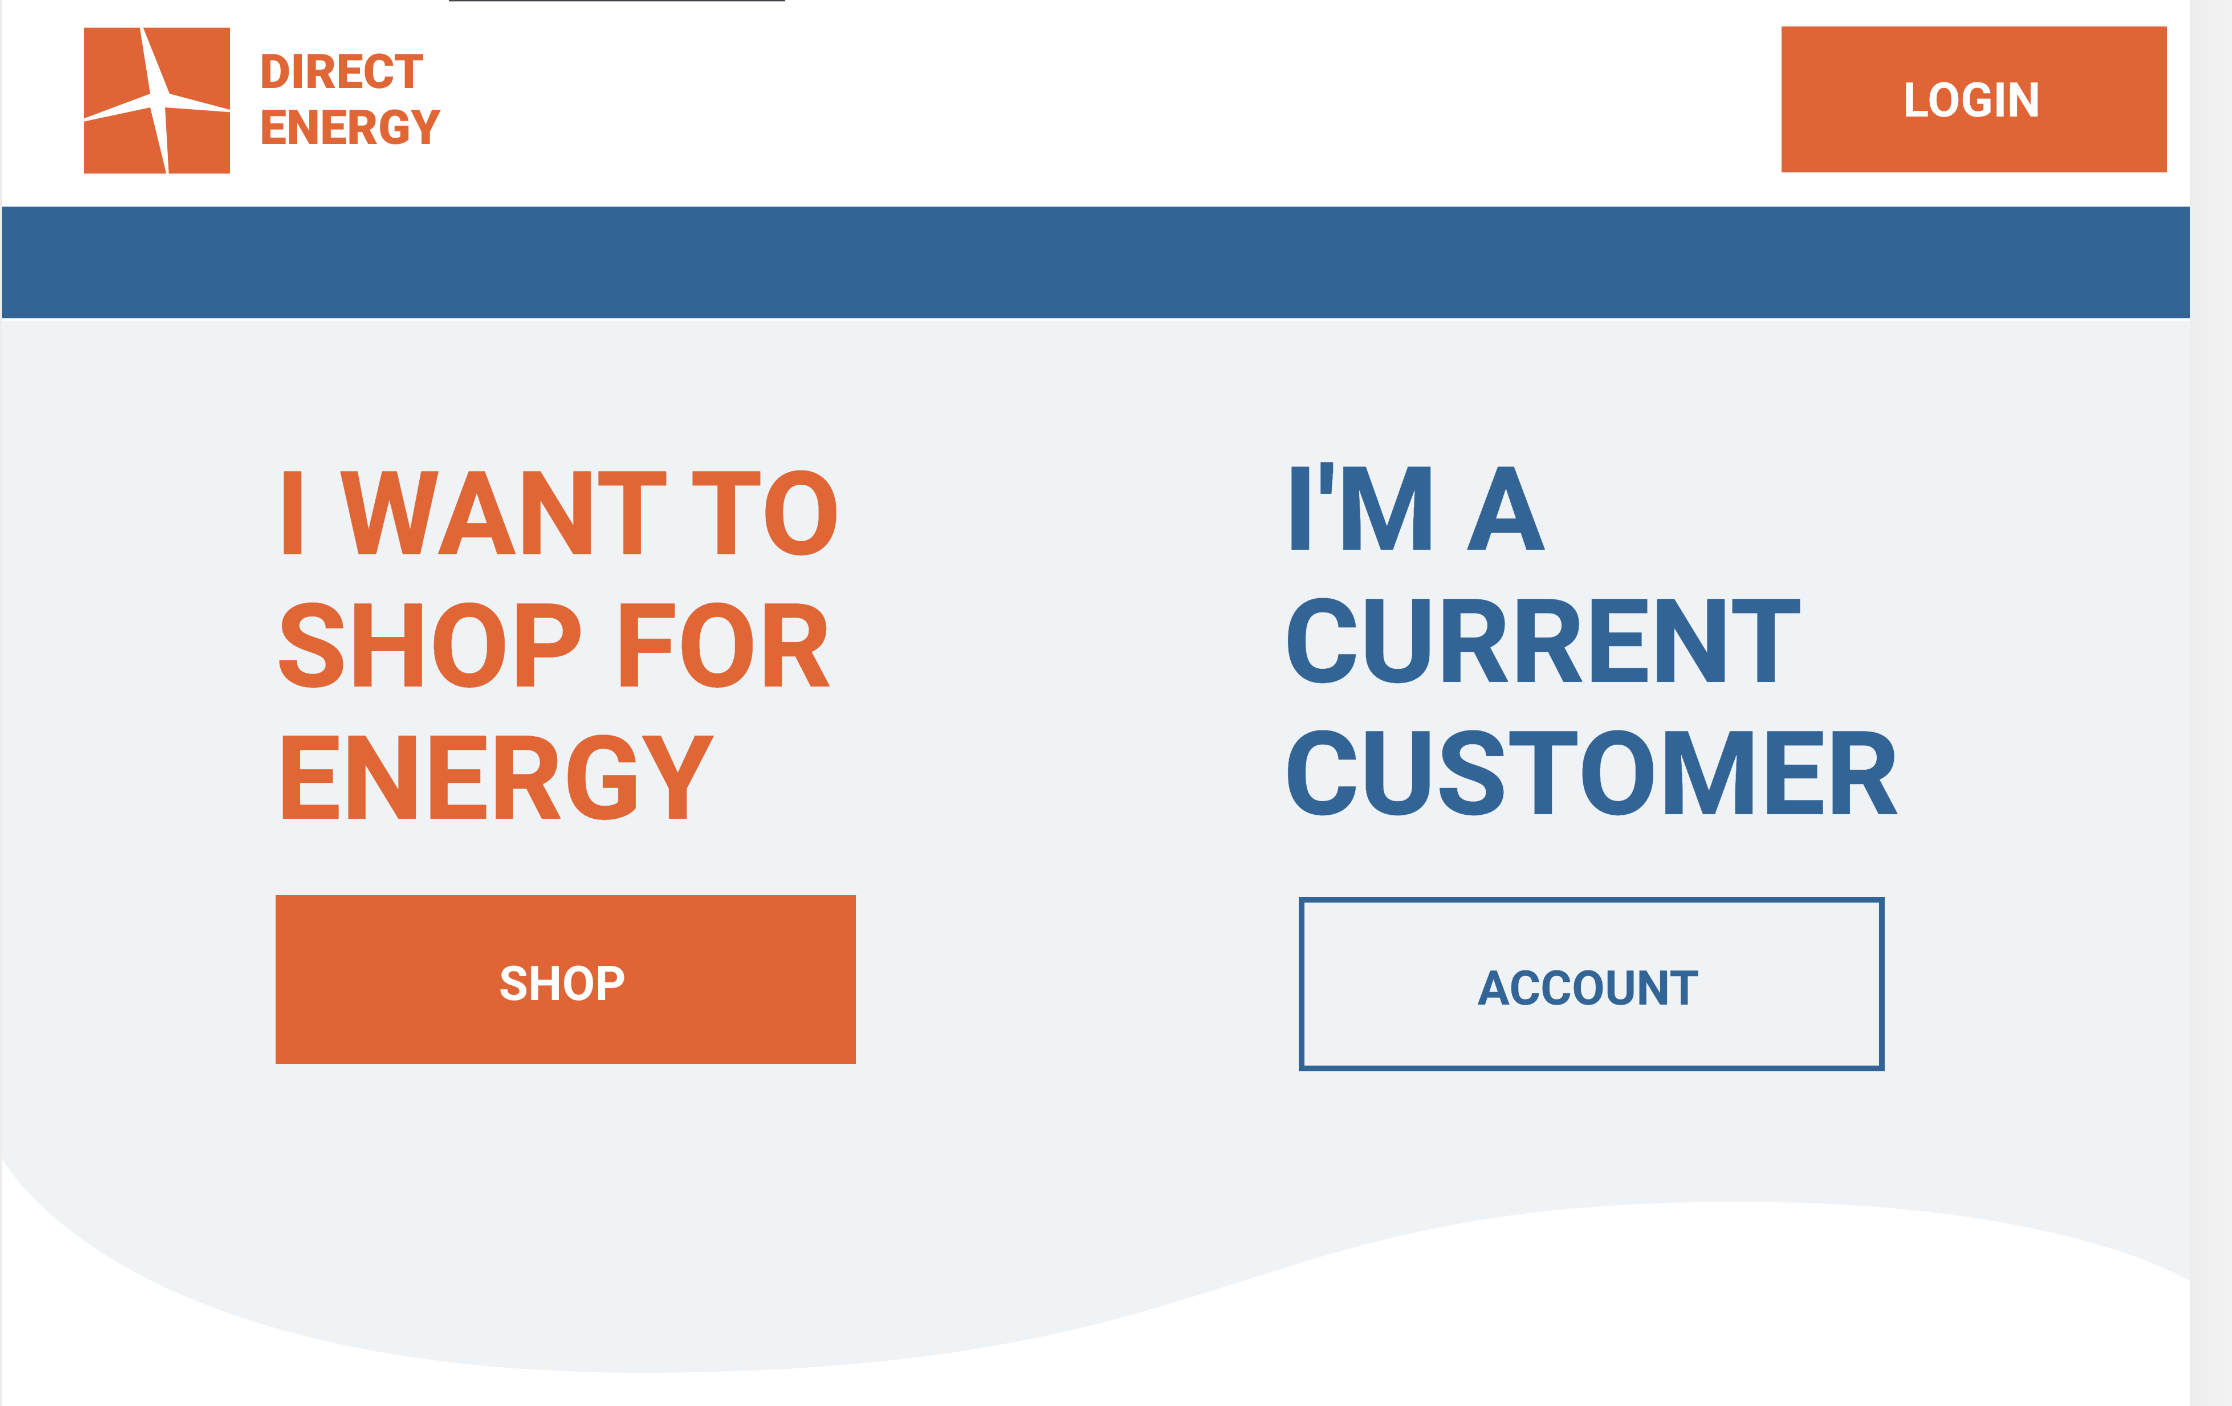 DIRECT
ENERGY
LOGIN
I WANT TO
SHOP FOR
ENERGY
SHOP
I'M A
CURRENT
CUSTOMER
ACCOUNT